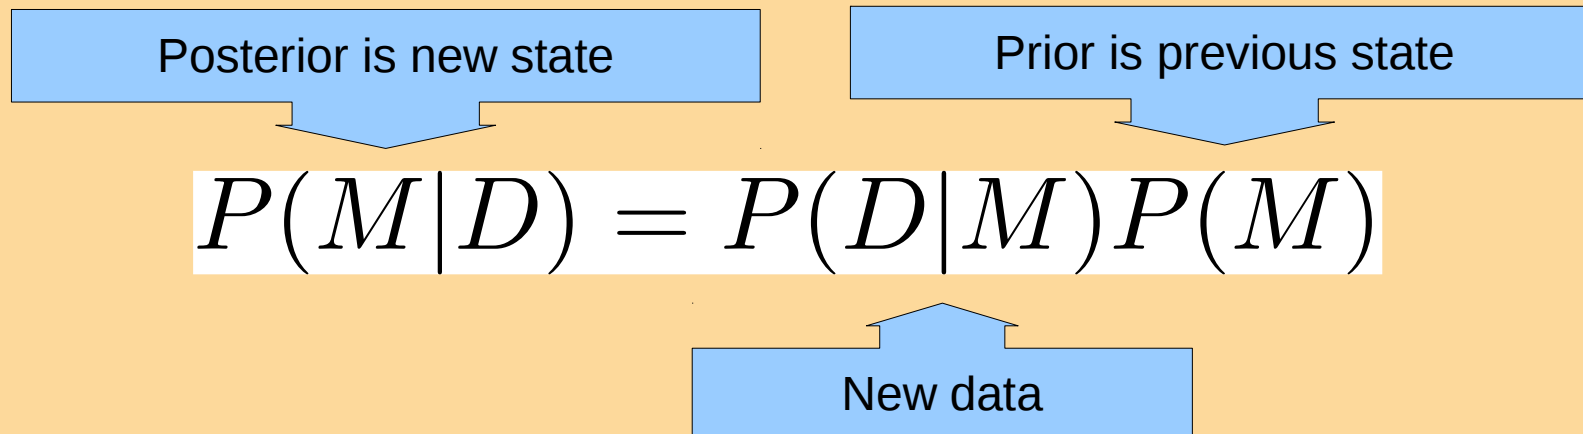 Posterior is new state
Prior is previous state
P(M|D) = P(D|M)P(M)
New data